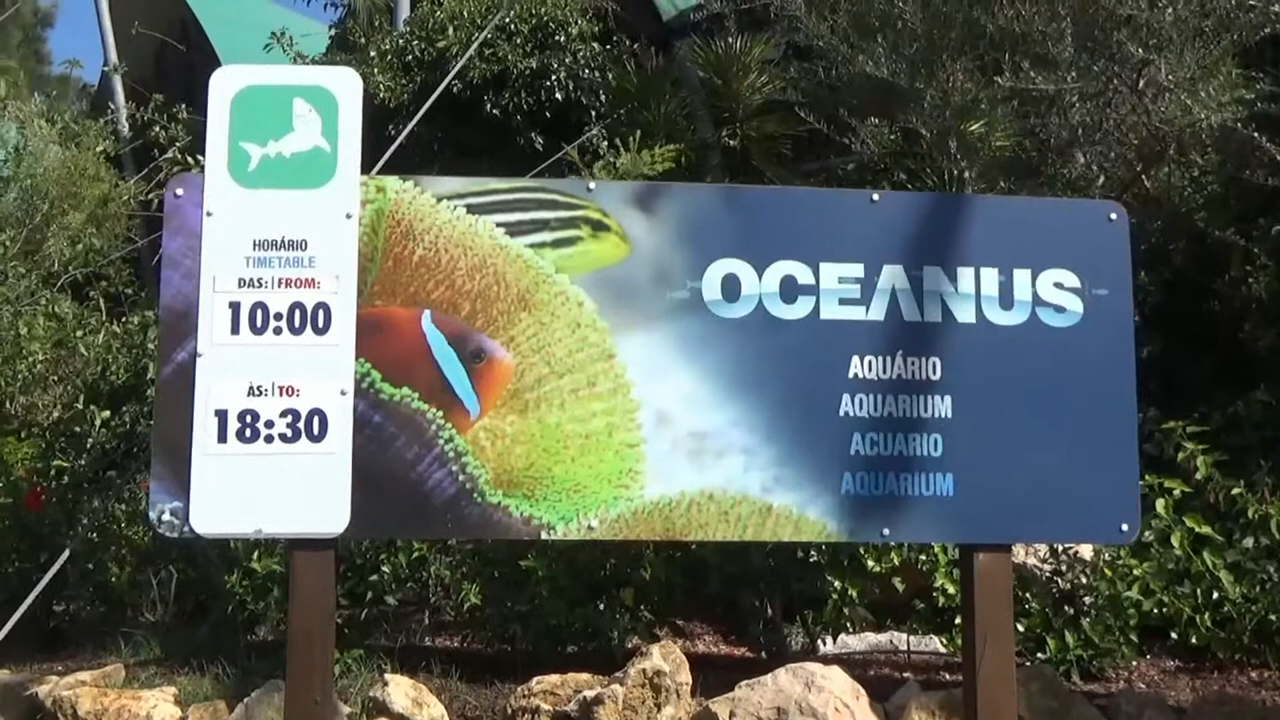 HORÁRIO
TIMETABLE
DAS: | FROM:
10:00
ÀS: | TO:
18:30
OCEANUS
AQUÁRIO
AQUARIUM
ACUARIO
AQUARIUM